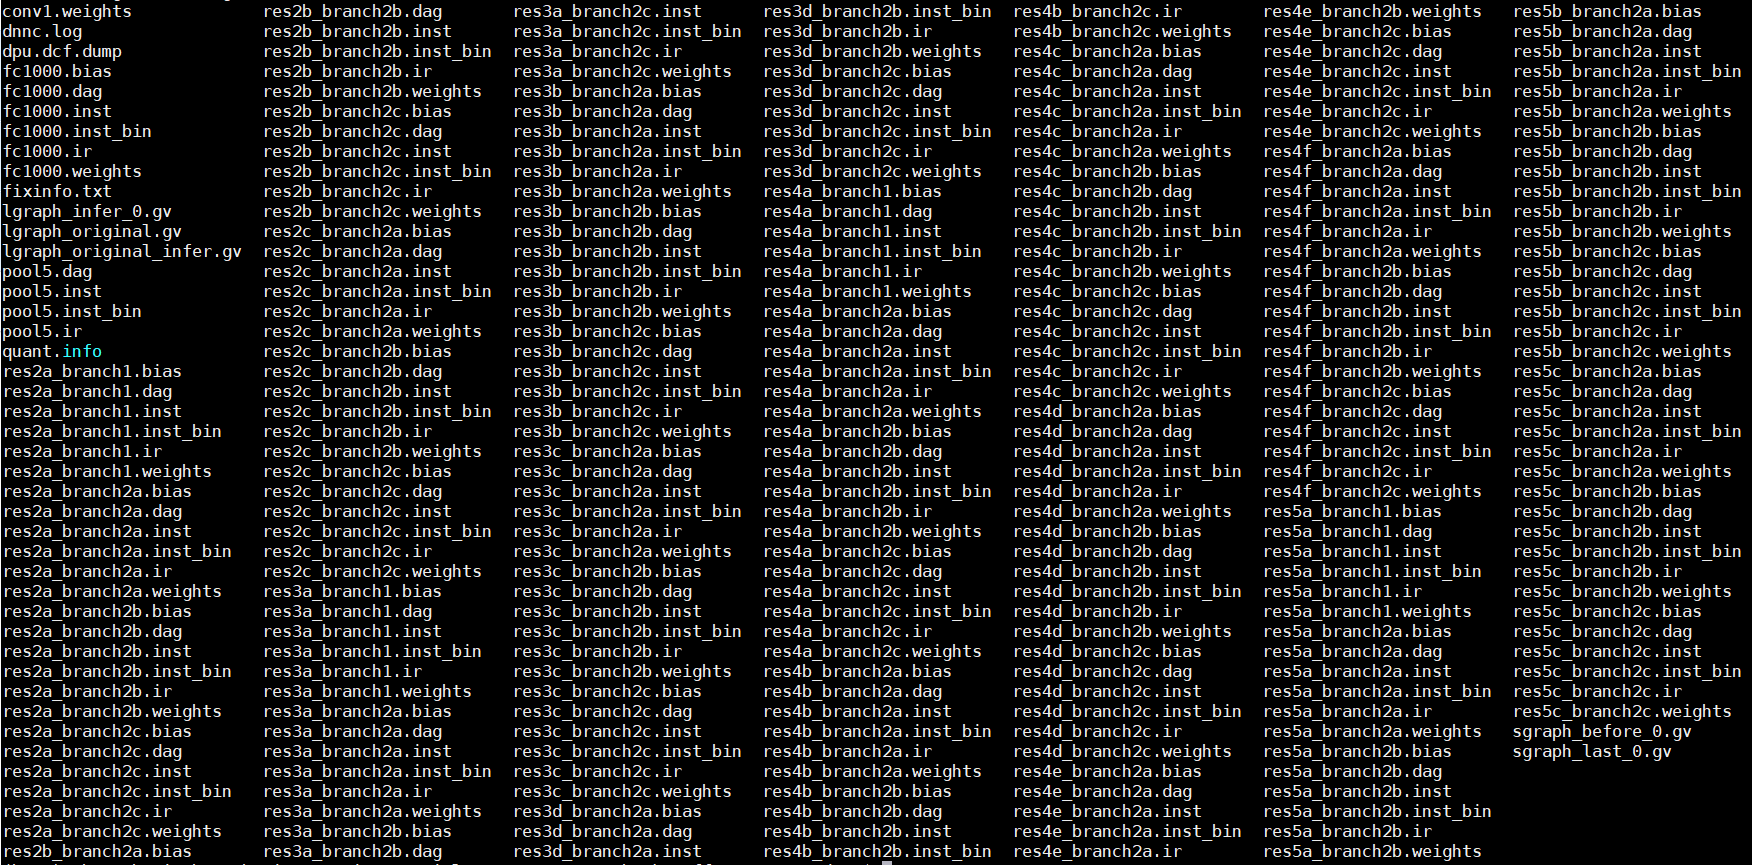 conv1.weights res2b_branch2b.dag res3a_branch2c.inst res3d_branch2b.inst_bin res4b_branch2c.ir res4e_branch2b.weights res5b_branch2a.bias
dnnc.log res2b_branch2b.inst res3a_branch2c.inst_bin res3d_branch2b.ir res4b_branch2c.weights res4e_branch2c.bias res5b_branch2a.dag
dpu.dcf.dump res2b_branch2b.inst_bin res3a_branch2c.ir res3d_branch2b.weights res4c_branch2a.bias res4e_branch2c.dag res5b_branch2a.inst
fc1000.bias res2b_branch2b.ir res3a_branch2c.weights res3d_branch2c.bias res4c_branch2a.dag res4e_branch2c.inst res5b_branch2a.inst_bin
fc1000.dag res2b_branch2b.weights res3b_branch2a.bias res3d_branch2c.dag res4c_branch2a.inst res4e_branch2c.inst_bin res5b_branch2a.ir
fc1000.inst res2b_branch2c.bias res3b_branch2a.dag res3d_branch2c.inst res4c_branch2a.inst_bin res4e_branch2c.ir res5b_branch2a.weights
fc1000.inst_bin res2b_branch2c.dag res3b_branch2a.inst res3d_branch2c.inst_bin res4c_branch2a.ir res4e_branch2c.weights res5b_branch2b.bias
fc1000.ir res2b_branch2c.inst res3b_branch2a.inst_bin res3d_branch2c.ir res4c_branch2a.weights res4f_branch2a.bias res5b_branch2b.dag
fc1000.weights res2b_branch2c.inst_bin res3b_branch2a.ir res3d_branch2c.weights res4c_branch2b.bias res4f_branch2a.dag res5b_branch2b.inst
fixinfo.txt res2b_branch2c.ir res3b_branch2a.weights res4a_branch1.bias res4c_branch2b.dag res4f_branch2a.inst res5b_branch2b.inst_bin
lgraph_infer_0.gv res2b_branch2c.weights res3b_branch2b.bias res4a_branch1.dag res4c_branch2b.inst res4f_branch2a.inst_bin res5b_branch2b.ir
lgraph_original.gv res2c_branch2a.bias res3b_branch2b.dag res4a_branch1.inst res4c_branch2b.inst_bin res4f_branch2a.ir res5b_branch2b.weights
lgraph_original_infer.gv res2c_branch2a.dag res3b_branch2b.inst res4a_branch1.inst_bin res4c_branch2b.ir res4f_branch2a.weights res5b_branch2c.bias
pool5.dag res2c_branch2a.inst res3b_branch2b.inst_bin res4a_branch1.ir res4c_branch2b.weights res4f_branch2b.bias res5b_branch2c.dag
pool5.inst res2c_branch2a.inst_bin res3b_branch2b.ir res4a_branch1.weights res4c_branch2c.bias res4f_branch2b.dag res5b_branch2c.inst
pool5.inst_bin res2c_branch2a.ir res3b_branch2b.weights res4a_branch2a.bias res4c_branch2c.dag res4f_branch2b.inst res5b_branch2c.inst_bin
pool5.ir res2c_branch2a.weights res3b_branch2c.bias res4a_branch2a.dag res4c_branch2c.inst res4f_branch2b.inst_bin res5b_branch2c.ir
quant.info res2c_branch2b.bias res3b_branch2c.dag res4a_branch2a.inst res4c_branch2c.inst_bin res4f_branch2b.ir res5b_branch2c.weights
res2a_branch1.bias res2c_branch2b.dag res3b_branch2c.inst res4a_branch2a.inst_bin res4c_branch2c.ir res4f_branch2b.weights res5c_branch2a.bias
res2a_branch1.dag res2c_branch2b.inst res3b_branch2c.inst_bin res4a_branch2a.ir res4c_branch2c.weights res4f_branch2c.bias res5c_branch2a.dag
res2a_branch1.inst res2c_branch2b.inst_bin res3b_branch2c.ir res4a_branch2a.weights res4d_branch2a.bias res4f_branch2c.dag res5c_branch2a.inst
res2a_branch1.inst_bin res2c_branch2b.ir res3b_branch2c.weights res4a_branch2b.bias res4d_branch2a.dag res4f_branch2c.inst res5c_branch2a.inst_bin
res2a_branch1.ir res2c_branch2b.weights res3c_branch2a.bias res4a_branch2b.dag res4d_branch2a.inst res4f_branch2c.inst_bin res5c_branch2a.ir
res2a_branch1.weights res2c_branch2c.bias res3c_branch2a.dag res4a_branch2b.inst res4d_branch2a.inst_bin res4f_branch2c.ir res5c_branch2a.weights
res2a_branch2a.bias res2c_branch2c.dag res3c_branch2a.inst res4a_branch2b.inst_bin res4d_branch2a.ir res4f_branch2c.weights res5c_branch2b.bias
res2a_branch2a.dag res2c_branch2c.inst res3c_branch2a.inst_bin res4a_branch2b.ir res4d_branch2a.weights res5a_branch1.bias res5c_branch2b.dag
res2a_branch2a.inst res2c_branch2c.inst_bin res3c_branch2a.ir res4a_branch2b.weights res4d_branch2b.bias res5a_branch1.dag res5c_branch2b.inst
res2a_branch2a.inst_bin res2c_branch2c.ir res3c_branch2a.weights res4a_branch2c.bias res4d_branch2b.dag res5a_branch1.inst res5c_branch2b.inst_bin
res2a_branch2a.ir res2c_branch2c.weights res3c_branch2b.bias res4a_branch2c.dag res4d_branch2b.inst res5a_branch1.inst_bin res5c_branch2b.ir
res2a_branch2a.weights res3a_branch1.bias res3c_branch2b.dag res4a_branch2c.inst res4d_branch2b.inst_bin res5a_branch1.ir res5c_branch2b.weights
res2a_branch2b.bias res3a_branch1.dag res3c_branch2b.inst res4a_branch2c.inst_bin res4d_branch2b.ir res5a_branch1.weights res5c_branch2c.bias
res2a_branch2b.dag res3a_branch1.inst res3c_branch2b.inst_bin res4a_branch2c.ir res4d_branch2b.weights res5a_branch2a.bias res5c_branch2c.dag
res2a_branch2b.inst res3a_branch1.inst_bin res3c_branch2b.ir res4a_branch2c.weights res4d_branch2c.bias res5a_branch2a.dag res5c_branch2c.inst
res2a_branch2b.inst_bin res3a_branch1.ir res3c_branch2b.weights res4b_branch2a.bias res4d_branch2c.dag res5a_branch2a.inst res5c_branch2c.inst_bin
res2a_branch2b.ir res3a_branch1.weights res3c_branch2c.bias res4b_branch2a.dag res4d_branch2c.inst res5a_branch2a.inst_bin res5c_branch2c.ir
res2a_branch2b.weights res3a_branch2a.bias res3c_branch2c.dag res4b_branch2a.inst res4d_branch2c.inst_bin res5a_branch2a.ir res5c_branch2c.weights
res2a_branch2c.bias res3a_branch2a.dag res3c_branch2c.inst res4b_branch2a.inst_bin res4d_branch2c.ir res5a_branch2a.weights sgraph_before_0.gv
res2a_branch2c.dag res3a_branch2a.inst res3c_branch2c.inst_bin res4b_branch2a.ir res4d_branch2c.weights res5a_branch2b.bias sgraph_last_0.gv
res2a_branch2c.inst res3a_branch2a.inst_bin res3c_branch2c.ir res4b_branch2a.weights res4e_branch2a.bias res5a_branch2b.dag
res2a_branch2c.inst_bin res3a_branch2a.ir res3c_branch2c.weights res4b_branch2b.bias res4e_branch2a.dag res5a_branch2b.inst
res2a_branch2c.ir res3a_branch2a.weights res3d_branch2a.bias res4b_branch2b.dag res4e_branch2a.inst res5a_branch2b.inst_bin
res2a_branch2c.weights res3a_branch2b.bias res3d_branch2a.dag res4b_branch2b.inst res4e_branch2a.inst_bin res5a_branch2b.ir
res2b_branch2a.bias res3a_branch2b.dag res3d_branch2a.inst res4b_branch2b.inst_bin res4e_branch2a.ir res5a_branch2b.weights